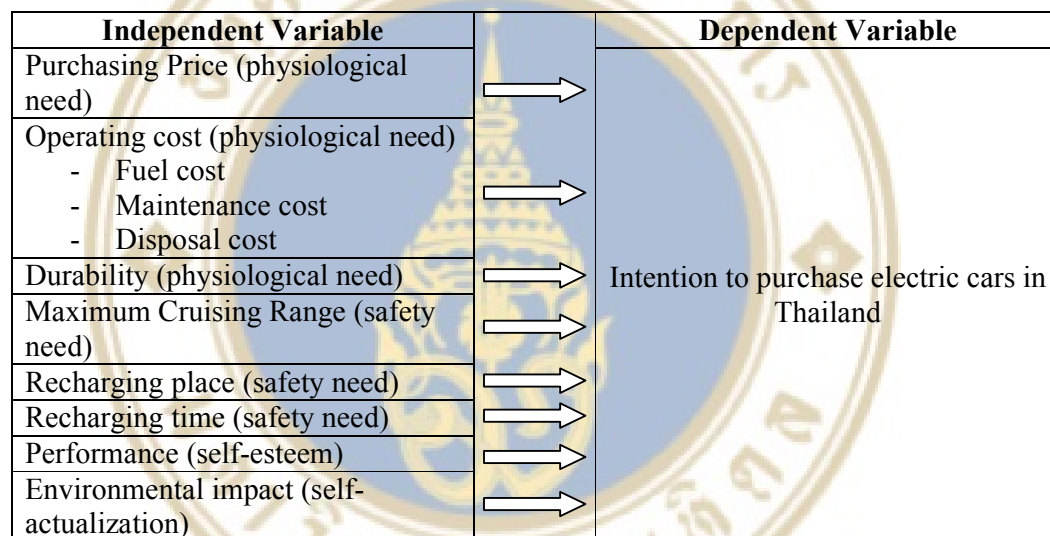 Independent Variable
Dependent Variable
Purchasing Price (physiological
need)
Operating cost (physiological need)
- Fuel cost
- Maintenance cost
- Disposal cost
Durability (physiological need)
Maximum Cruising Range (safety
need)
Recharging place (safety need)
Recharging time (safety need)
Performance (self-esteem)
Environmental impact (self-
actualization)
Intention to purchase electric cars in
Thailand